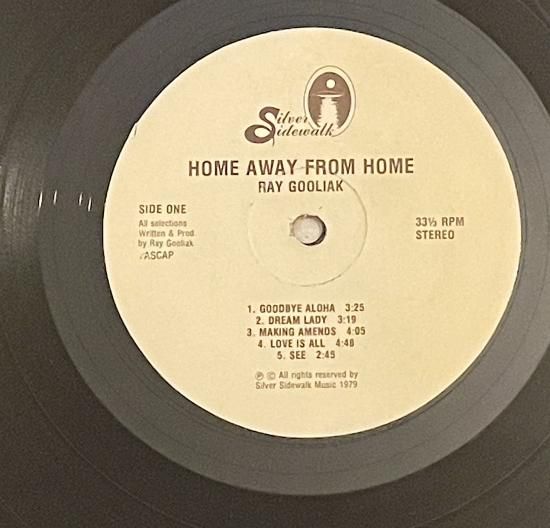 Silver
Sidewalk
HOME AWAY FROM HOME
RAY GOOLIAK
SIDE ONE
All selections
Written & Prod.
by Ray Gooliak
ASCAP
33⅓ RPM
STEREO
1. GOODBYE ALOHA 3:25
2. DREAM LADY 3:19
3. MAKING AMENDS 4:05
4. LOVE IS ALL 4:48
5. SEE 2:45
℗ © All rights reserved by
Silver Sidewalk Music 1979